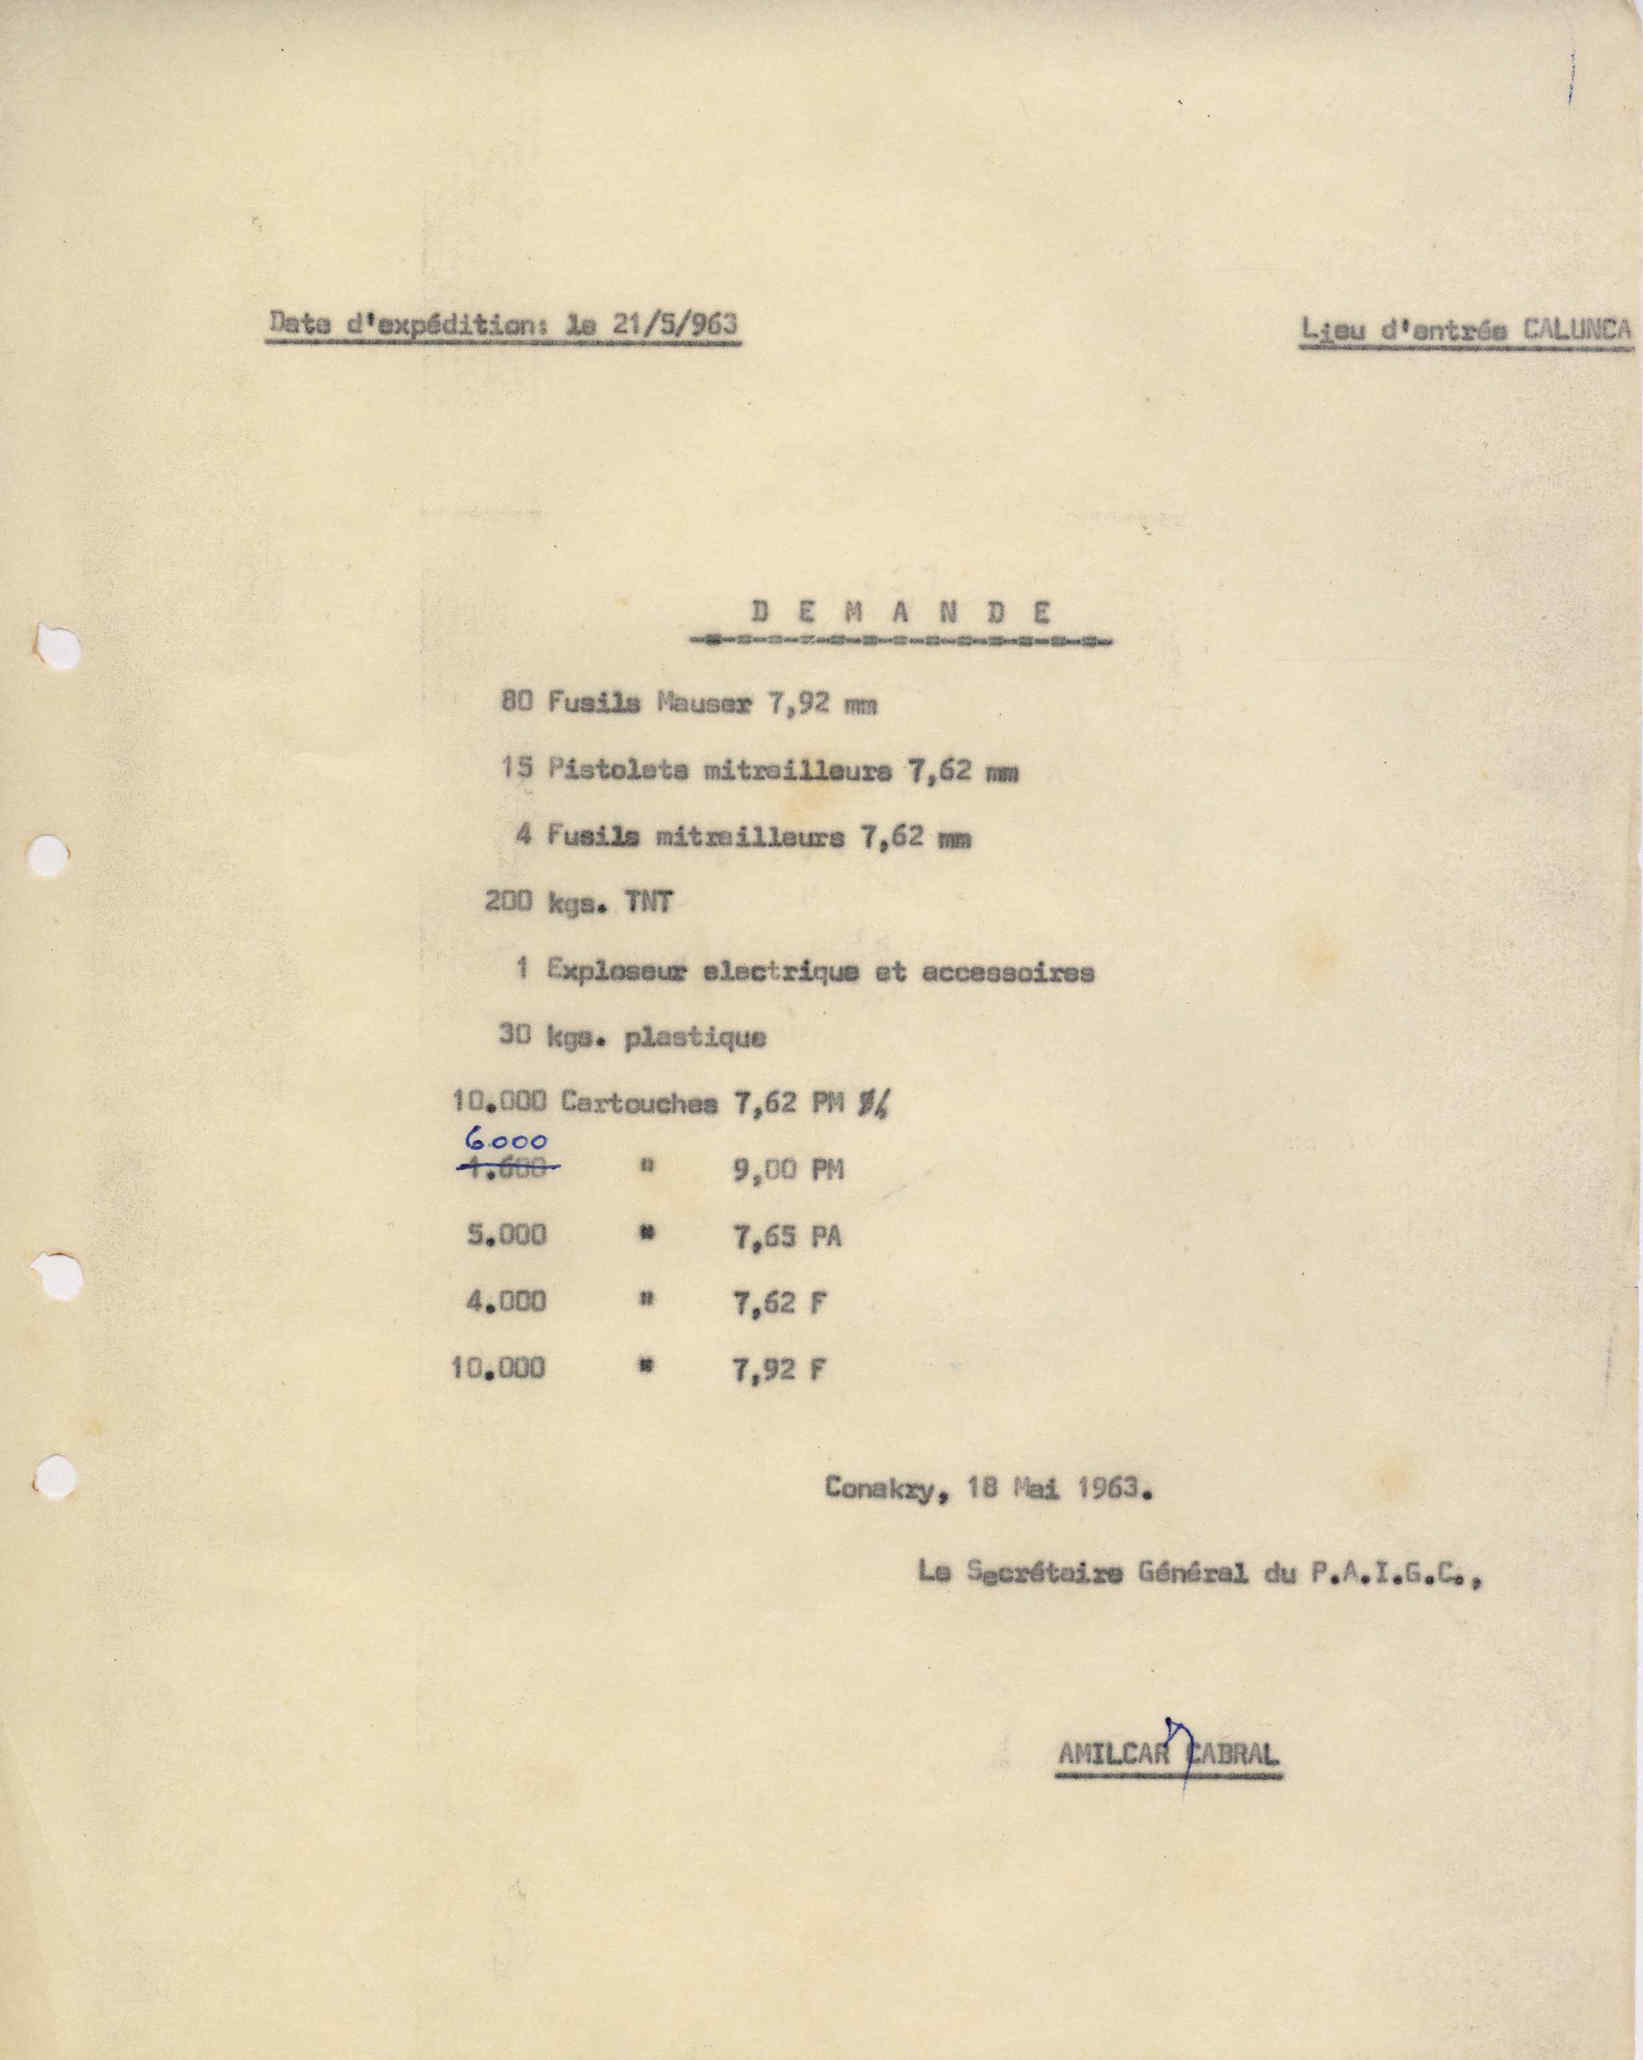 Date d'expédition: le 21/5/963
Lieu d'entrée CALUNCA
D E M A N D E
80 Fusils Mauser 7,92 mm
15 Pistolets mitrailleurs 7,62 mm
4 Fusils mitrailleurs 7,62 mm
200 kgs. TNT
1 Exploseur electrique et accessoires
30 kgs. plastique
10.000 Cartouches 7,62 PM
6.000
1.600 " 9,00 PM
5.000 " 7,65 PA
4.000 " 7,62 F
10.000 " 7,92 F
Conakry, 18 Mai 1963.
Le Secrétaire Général du P.A.I.G.C.,
AMILCAR CABRAL